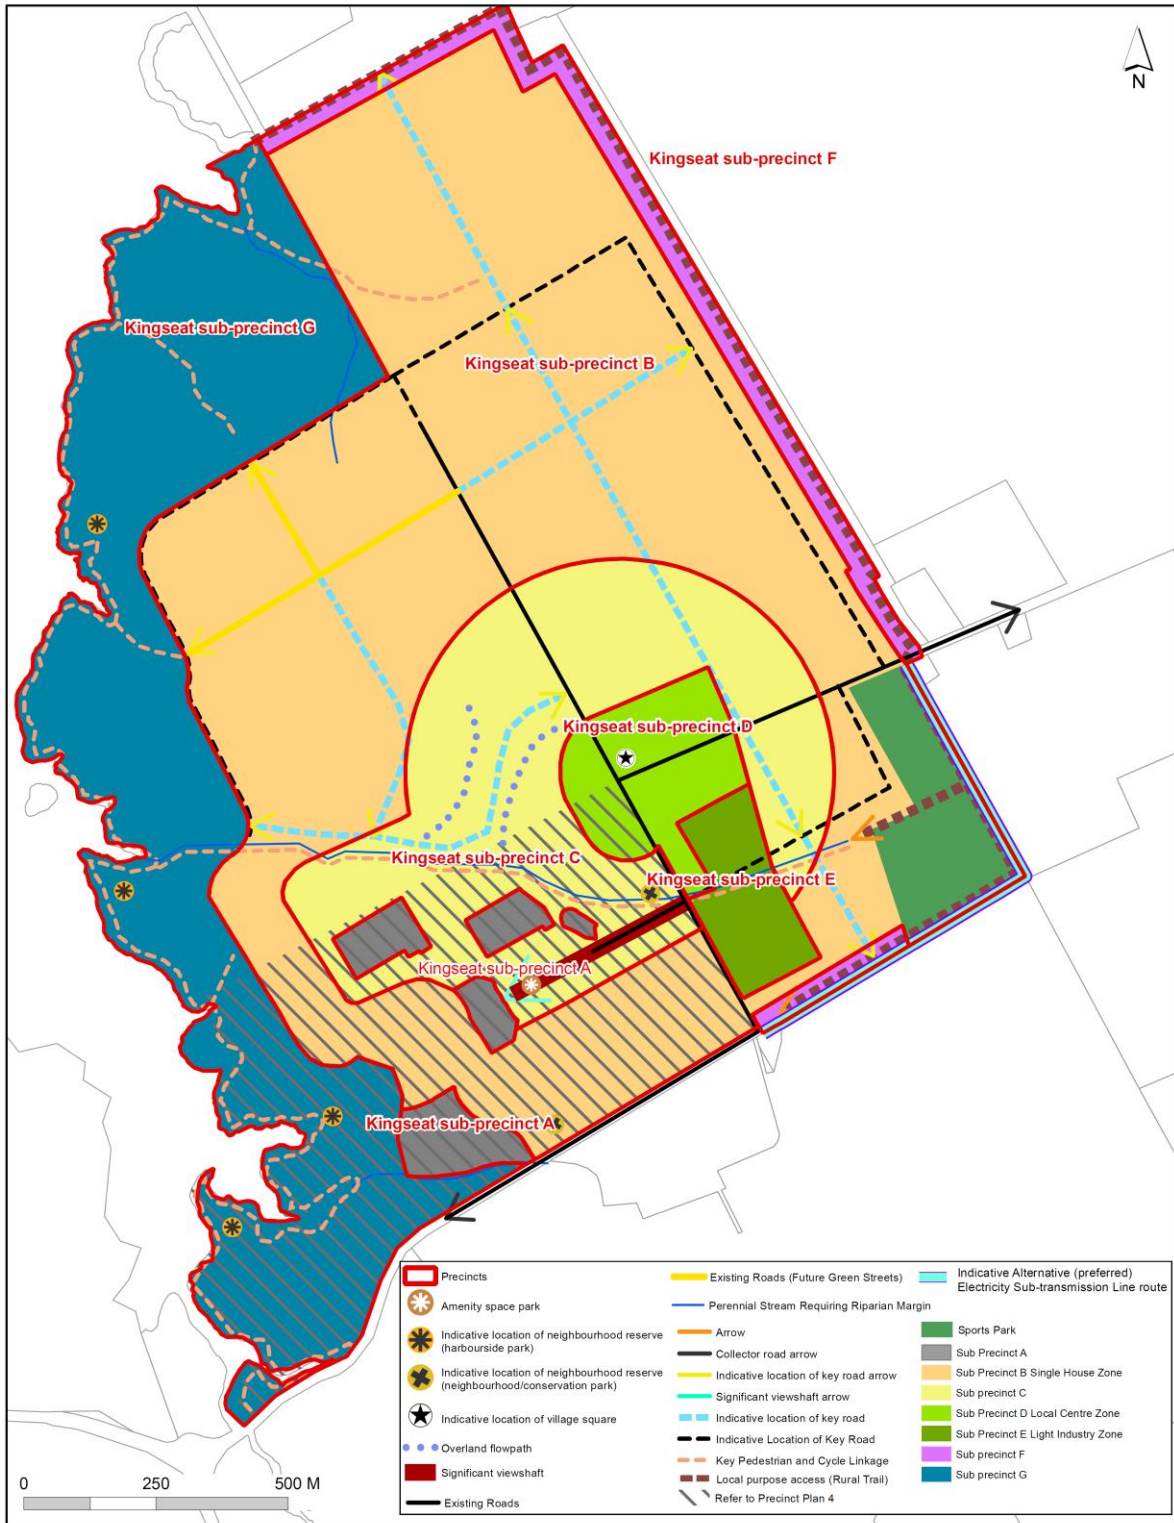 N
Kingseat sub-precinct F
Kingseat sub-precinct G
Kingseat sub-precinct B
Kingseat sub-precinct D
Kingseat sub-precinct C
Kingseat sub-precinct E
Kingseat sub-precinct A
Kingseat sub-precinct A
0 250 500 M
Precincts
Amenity space park
Indicative location of neighbourhood reserve
(harbourside park)
Indicative location of neighbourhood reserve
(neighbourhood/conservation park)
Indicative location of village square
Overland flowpath
Significant viewshaft
Existing Roads
Existing Roads (Future Green Streets)
Perennial Stream Requiring Riparian Margin
Arrow
Collector road arrow
Indicative location of key road arrow
Significant viewshaft arrow
Indicative location of key road
Indicative Location of Key Road
Key Pedestrian and Cycle Linkage
Local purpose access (Rural Trail)
Refer to Precinct Plan 4
Indicative Alternative (preferred)
Electricity Sub-transmission Line route
Sports Park
Sub Precinct A
Sub Precinct B Single House Zone
Sub precinct C
Sub Precinct D Local Centre Zone
Sub Precinct E Light Industry Zone
Sub precinct F
Sub precinct G